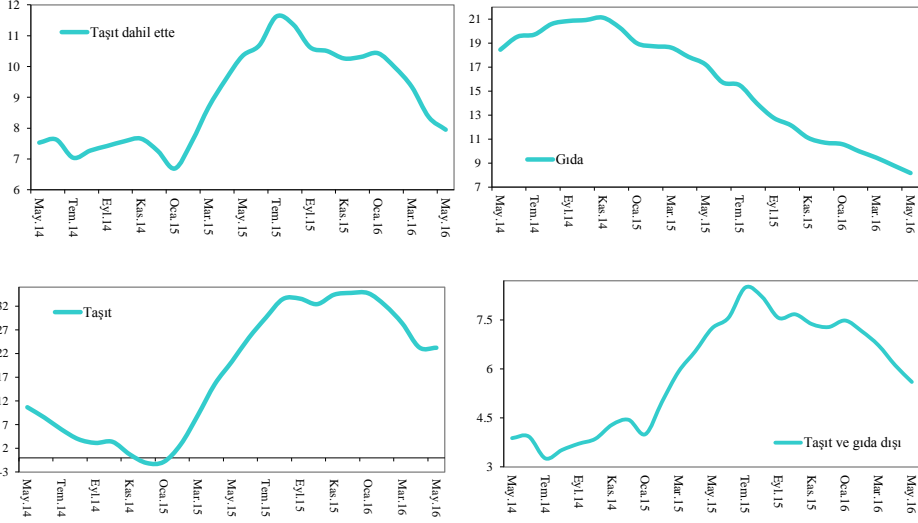 12
11
10
9
8
7
6
Taşıt dahil ette
May.14
Tem.14
Eyl.14
Kas.14
Oca.15
Mar.15
May.15
Tem.15
Eyl.15
Kas.15
Oca.16
Mar.16
May.16
21
19
17
15
13
11
9
7
Gıda
May.14
Tem.14
Eyl.14
Kas.14
Oca.15
Mar.15
May.15
Tem.15
Eyl.15
Kas.15
Oca.16
Mar.16
May.16
32
27
22
17
12
7
2
-3
Taşıt
May.14
Tem.14
Eyl.14
Kas.14
Oca.15
Mar.15
May.15
Tem.15
Eyl.15
Kas.15
Oca.16
Mar.16
May.16
7.5
6
4.5
3
Taşıt ve gıda dışı
May.14
Tem.14
Eyl.14
Kas.14
Oca.15
Mar.15
May.15
Tem.15
Eyl.15
Kas.15
Oca.16
Mar.16
May.16